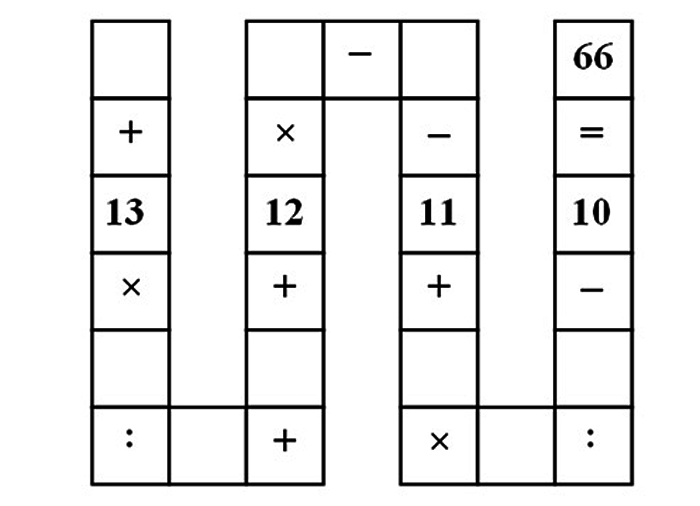 − 66
+ × − =
13 12 11 10
× + + −
: + × :